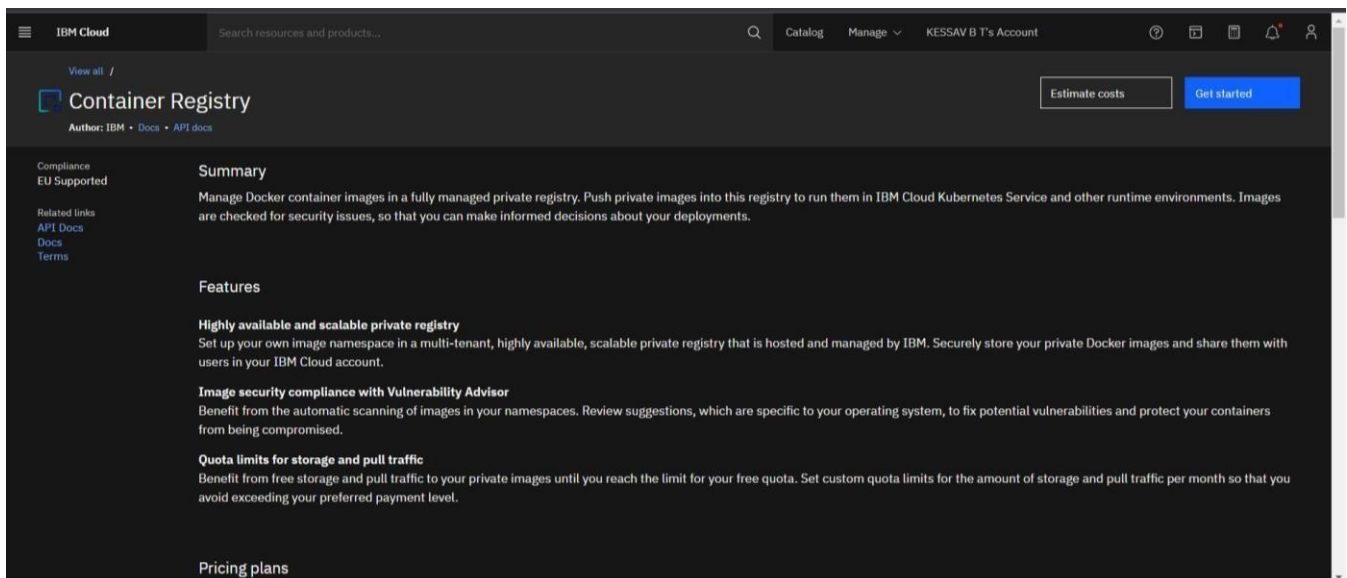 IBM Cloud
Search resources and products...
Catalog
Manage
KESSAV B T's Account
View all /
Container Registry
Author: IBM • Docs • API docs
Estimate costs
Get started
Compliance
EU Supported
Related links
API Docs
Docs
Terms
Summary
Manage Docker container images in a fully managed private registry. Push private images into this registry to run them in IBM Cloud Kubernetes Service and other runtime environments. Images
are checked for security issues, so that you can make informed decisions about your deployments.
Features
Highly available and scalable private registry
Set up your own image namespace in a multi-tenant, highly available, scalable private registry that is hosted and managed by IBM. Securely store your private Docker images and share them with
users in your IBM Cloud account.
Image security compliance with Vulnerability Advisor
Benefit from the automatic scanning of images in your namespaces. Review suggestions, which are specific to your operating system, to fix potential vulnerabilities and protect your containers
from being compromised.
Quota limits for storage and pull traffic
Benefit from free storage and pull traffic to your private images until you reach the limit for your free quota. Set custom quota limits for the amount of storage and pull traffic per month so that you
avoid exceeding your preferred payment level.
Pricing plans